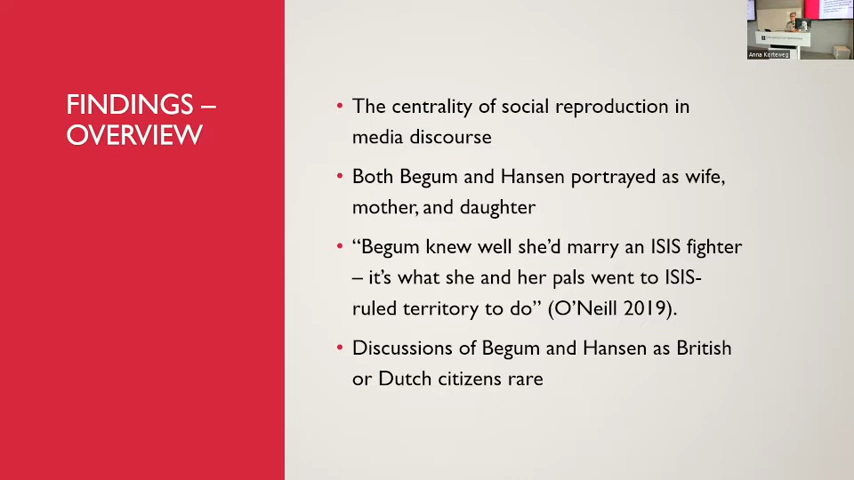 FINDINGS –
OVERVIEW
• The centrality of social reproduction in
media discourse
• Both Begum and Hansen portrayed as wife,
mother, and daughter
• “Begum knew well she’d marry an ISIS fighter
– it’s what she and her pals went to ISIS-
ruled territory to do” (O’Neill 2019).
• Discussions of Begum and Hansen as British
or Dutch citizens rare
Anna Korteweg